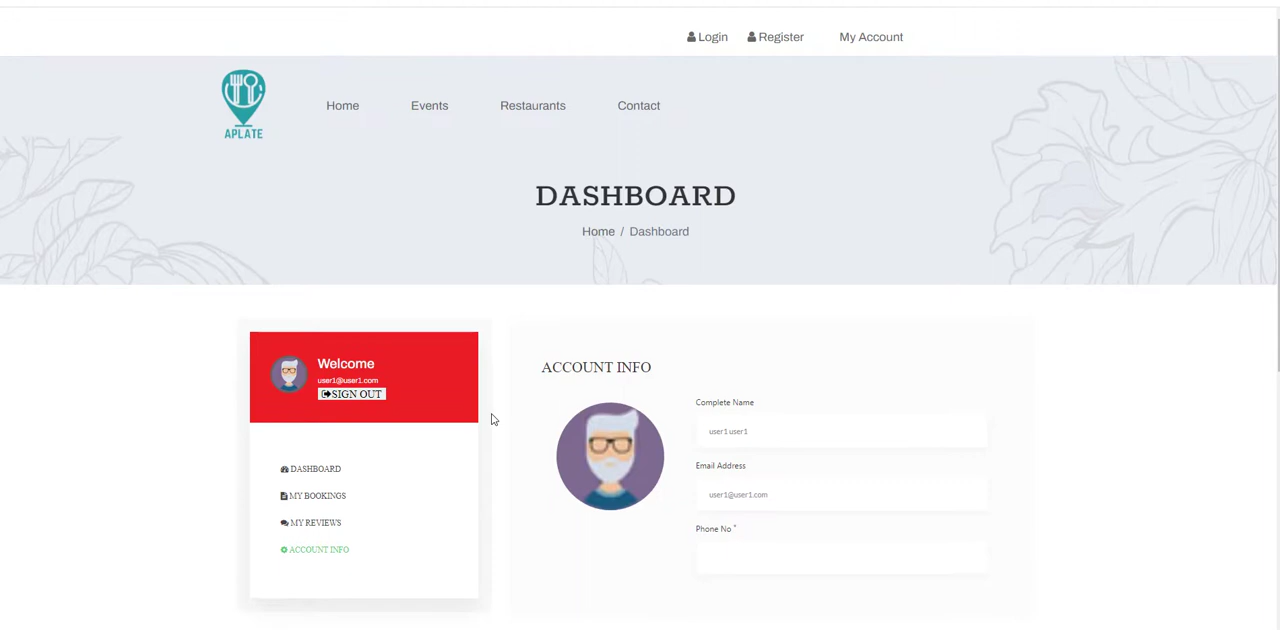 Login Register My Account
APLATE
Home Events Restaurants Contact
DASHBOARD
Home / Dashboard
Welcome
user1@user1.com
SIGN OUT
DASHBOARD
MY BOOKINGS
MY REVIEWS
ACCOUNT INFO
ACCOUNT INFO
Complete Name
user1 user1
Email Address
user1@user1.com
Phone No *